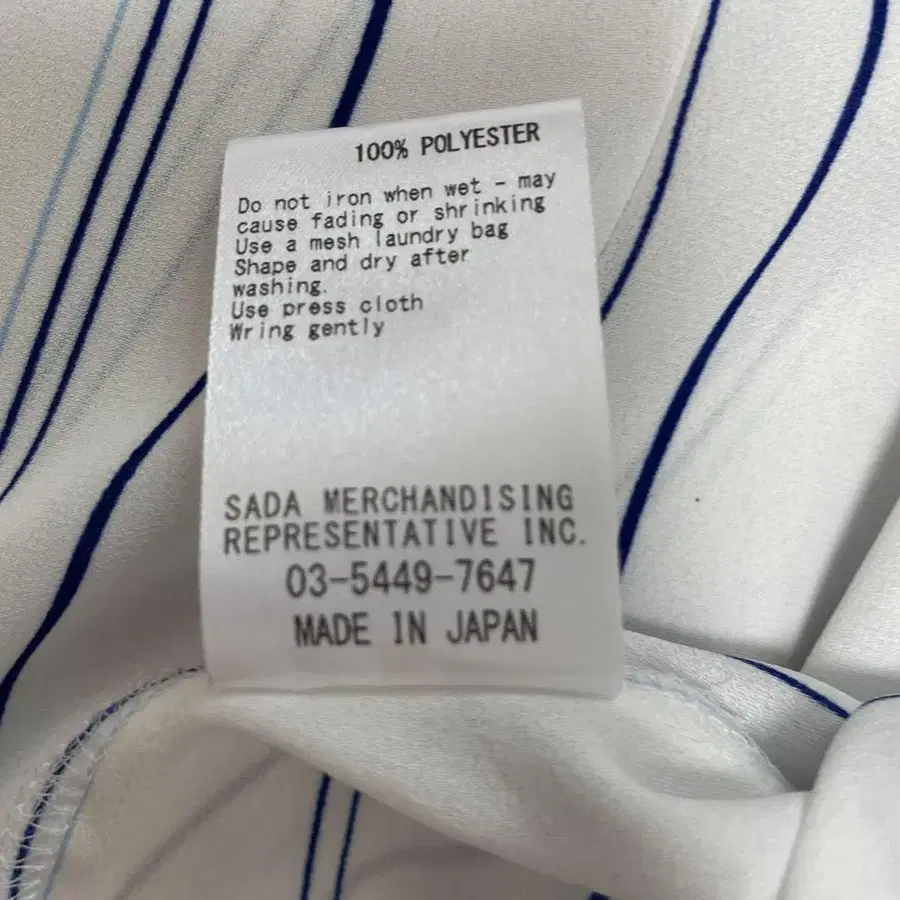 100% POLYESTER
Do not iron when wet - may
cause fading or shrinking
Use a mesh laundry bag
Shape and dry after
washing.
Use press cloth
Wring gently
SADA MERCHANDISING
REPRESENTATIVE INC.
03-5449-7647
MADE IN JAPAN